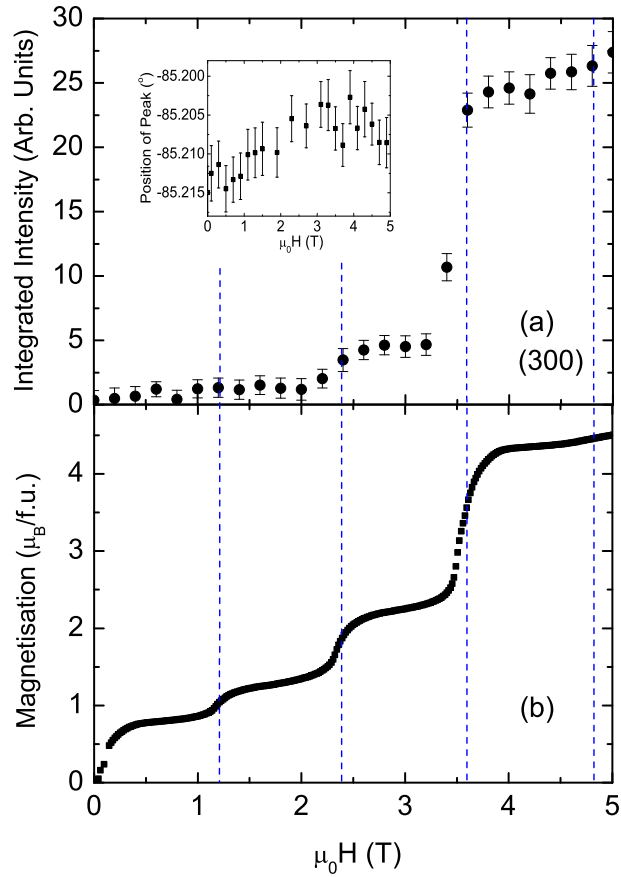 30
25
20
15
10
5
0
Integrated Intensity (Arb. Units)
-85.200
-85.205
-85.210
-85.215
Position of Peak (°)
0 1 2 3 4 5
μ0H (T)
(a)
(300)
4
3
2
1
0
Magnetisation (μB/f.u.)
(b)
0 1 2 3 4 5
μ0H (T)